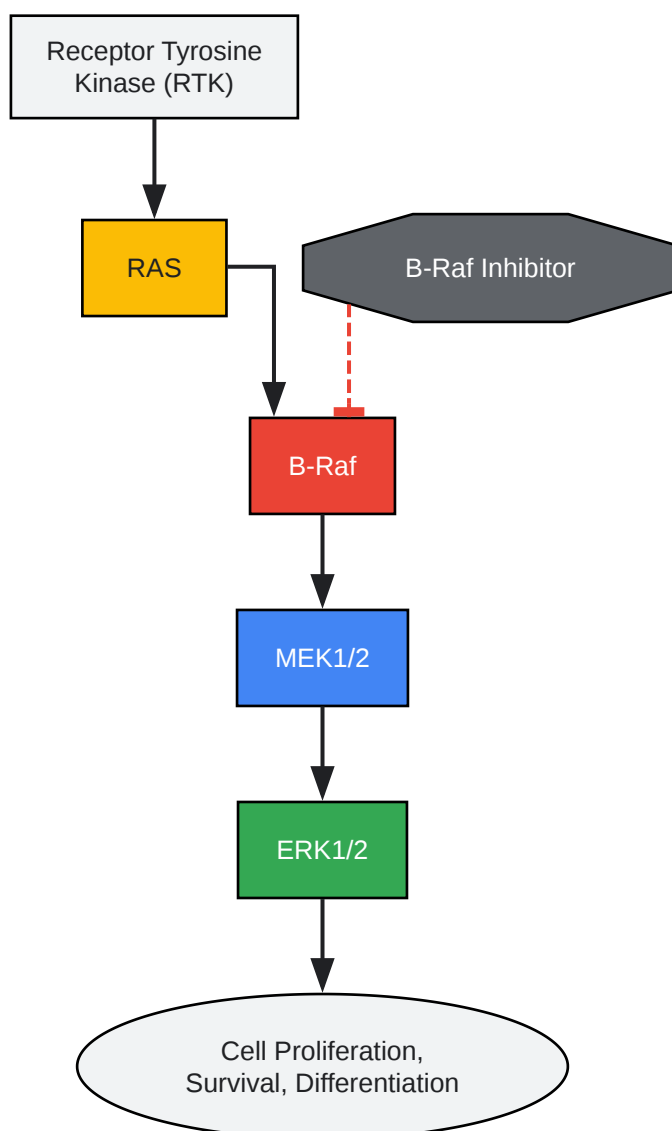 Receptor Tyrosine
Kinase (RTK)
RAS
B-Raf Inhibitor
B-Raf
MEK1/2
ERK1/2
Cell Proliferation,
Survival, Differentiation